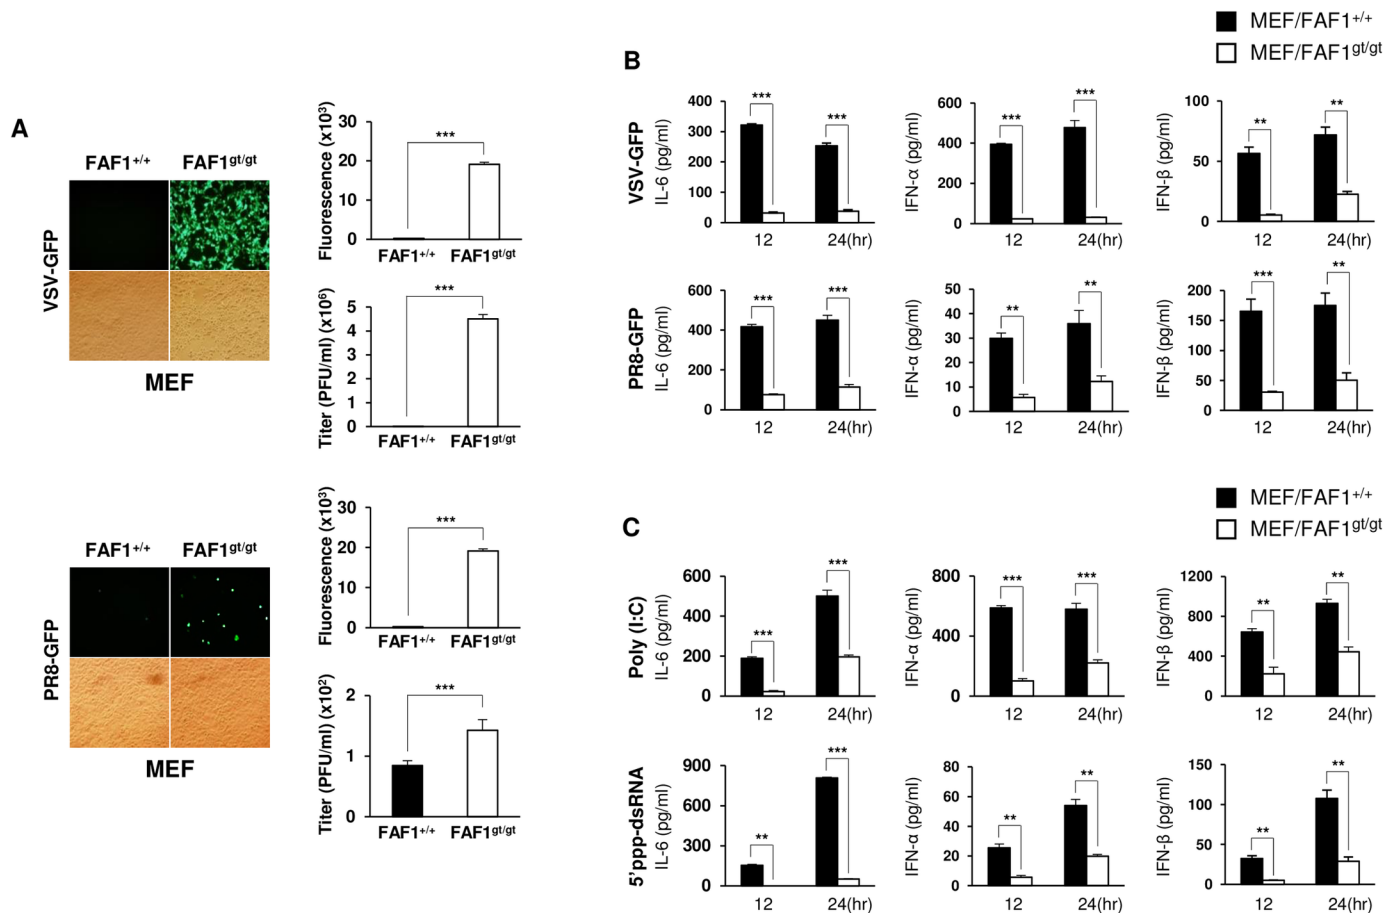 A
FAF1+/+ FAF1gt/gt
VSV-GFP
MEF
Fluorescence (x10³)
30
20
10
0
***
FAF1+/+ FAF1gt/gt
Titer (PFU/ml) (x10⁶)
5
4
3
5
2
1
0
***
FAF1+/+ FAF1gt/gt
FAF1+/+ FAF1gt/gt
PR8-GFP
MEF
Fluorescence (x10³)
30
20
10
0
***
FAF1+/+ FAF1gt/gt
Titer (PFU/ml) (x10²)
2
1
0
***
FAF1+/+ FAF1gt/gt
B
MEF/FAF1+/+
MEF/FAF1gt/gt
VSV-GFP
IL-6 (pg/ml)
400
300
200
100
0
*** ***
12 24(hr)
IFN-α (pg/ml)
600
400
200
0
*** ***
12 24(hr)
IFN-β (pg/ml)
100
50
0
** **
12 24(hr)
PR8-GFP
IL-6 (pg/ml)
600
400
200
0
*** ***
12 24(hr)
IFN-α (pg/ml)
50
40
30
20
10
0
** **
12 24(hr)
IFN-β (pg/ml)
200
150
100
50
0
*** **
12 24(hr)
C
MEF/FAF1+/+
MEF/FAF1gt/gt
Poly (I:C)
IL-6 (pg/ml)
600
400
200
0
*** ***
12 24(hr)
IFN-α (pg/ml)
800
400
0
*** ***
12 24(hr)
IFN-β (pg/ml)
1200
900
400
0
** **
12 24(hr)
5'ppp-dsRNA
IL-6 (pg/ml)
900
600
300
0
** ***
12 24(hr)
IFN-α (pg/ml)
80
60
40
20
0
** **
12 24(hr)
IFN-β (pg/ml)
150
100
50
0
** **
12 24(hr)